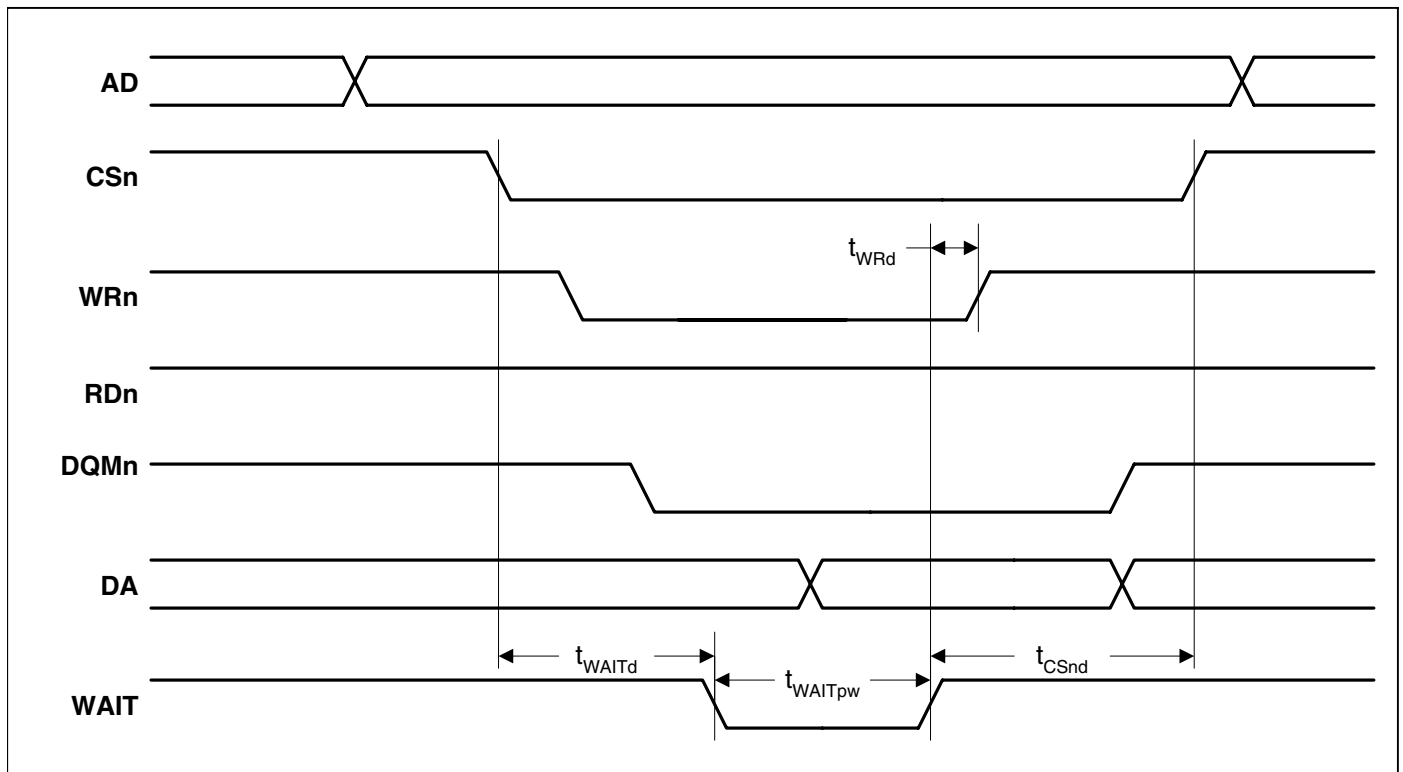 AD
CSn
tWRd
WRn
RDn
DQMn
DA
tWAITd
tCSnd
tWAITpw
WAIT